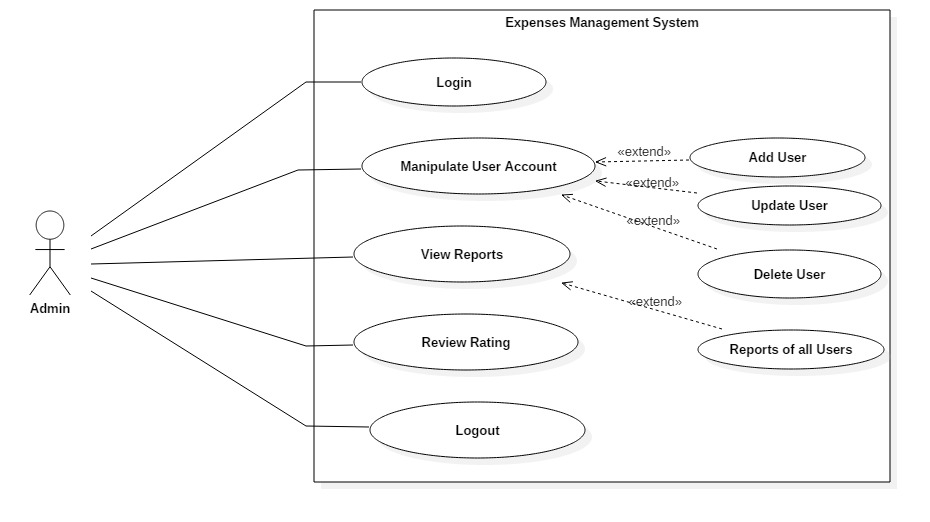 Expenses Management System
Login
Manipulate User Account
«extend»
Add User
«extend»
Update User
«extend»
View Reports
Delete User
«extend»
Admin
Review Rating
Reports of all Users
Logout